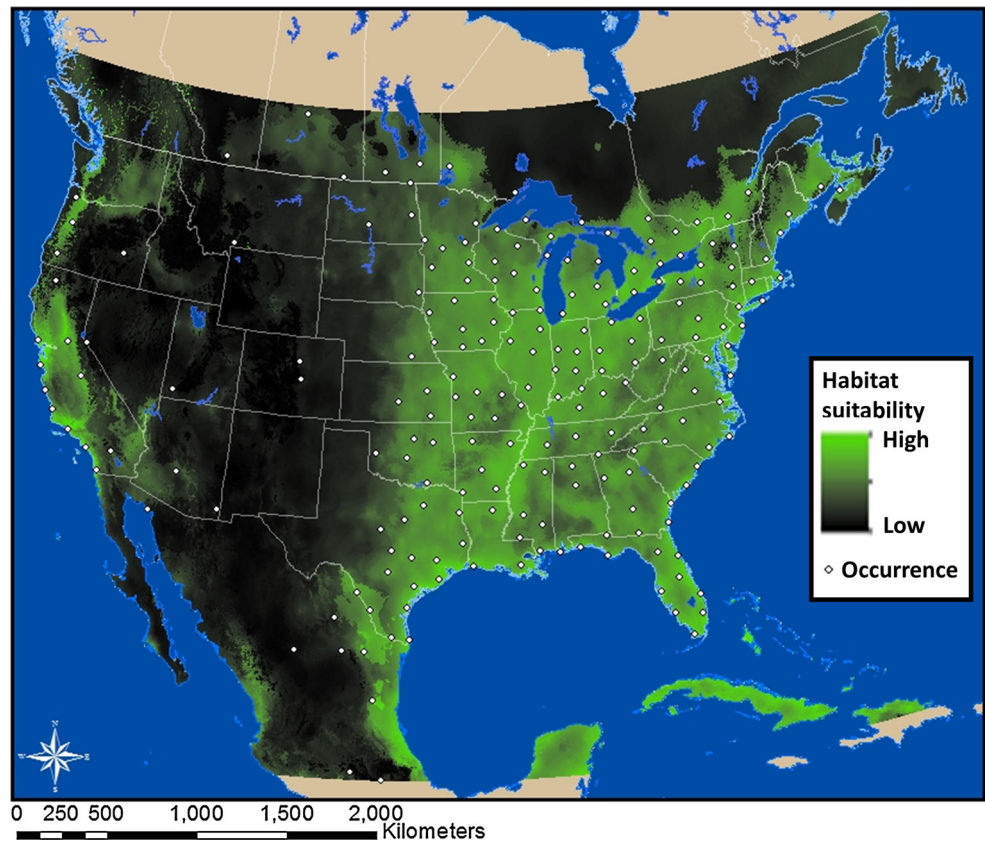 Habitat
suitability
High
Low
Occurrence
N
W E
S
0 250 500 1,000 1,500 2,000
Kilometers